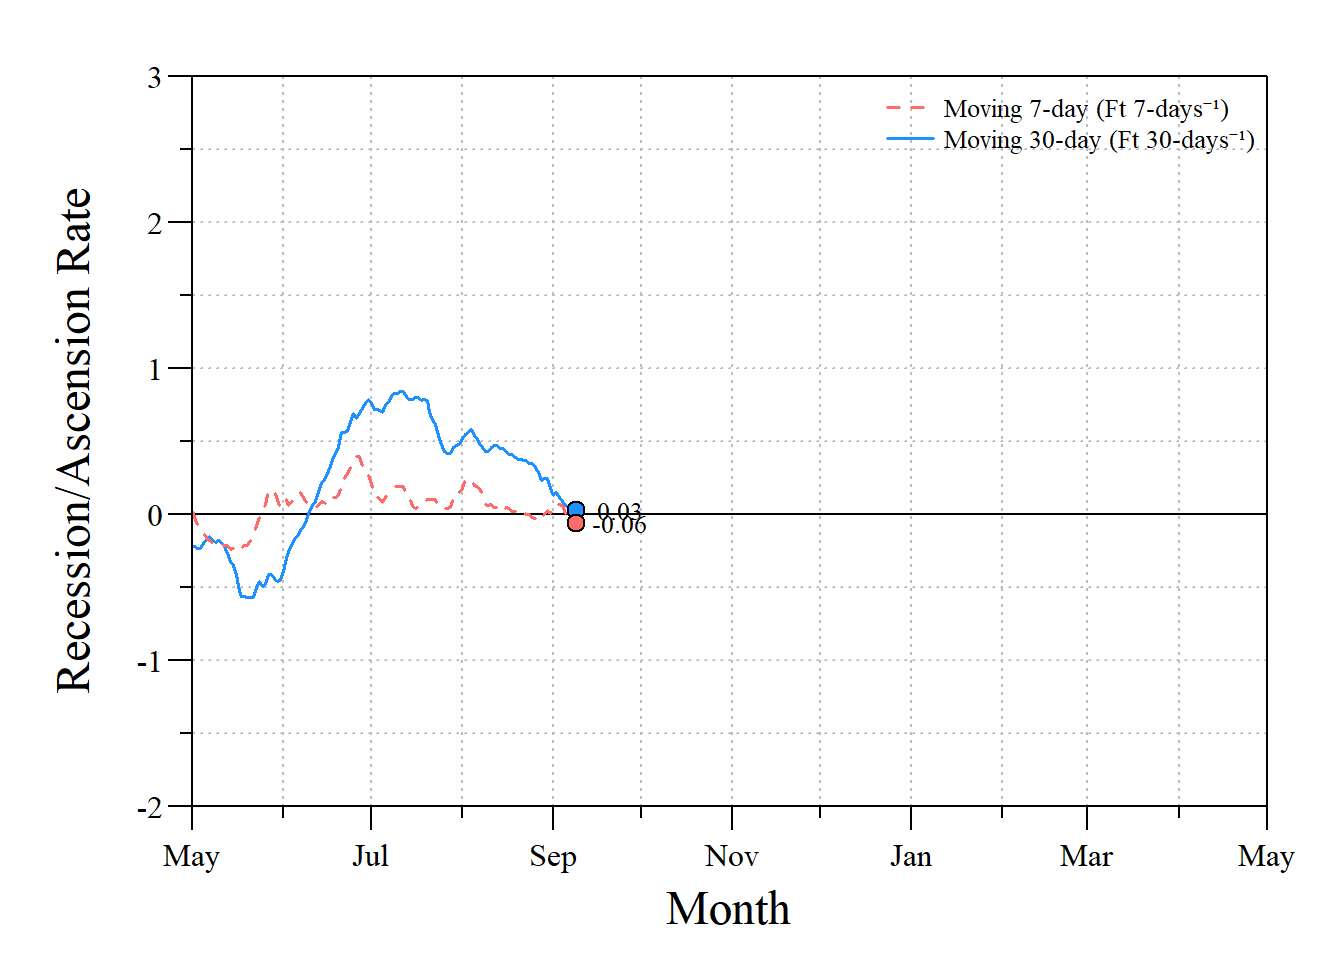 Moving 7-day (Ft 7-days⁻¹)
Moving 30-day (Ft 30-days⁻¹)
Recession/Ascension Rate
3
2
1
0
-1
-2
0.03
-0.06
May Jul Sep Nov Jan Mar May
Month